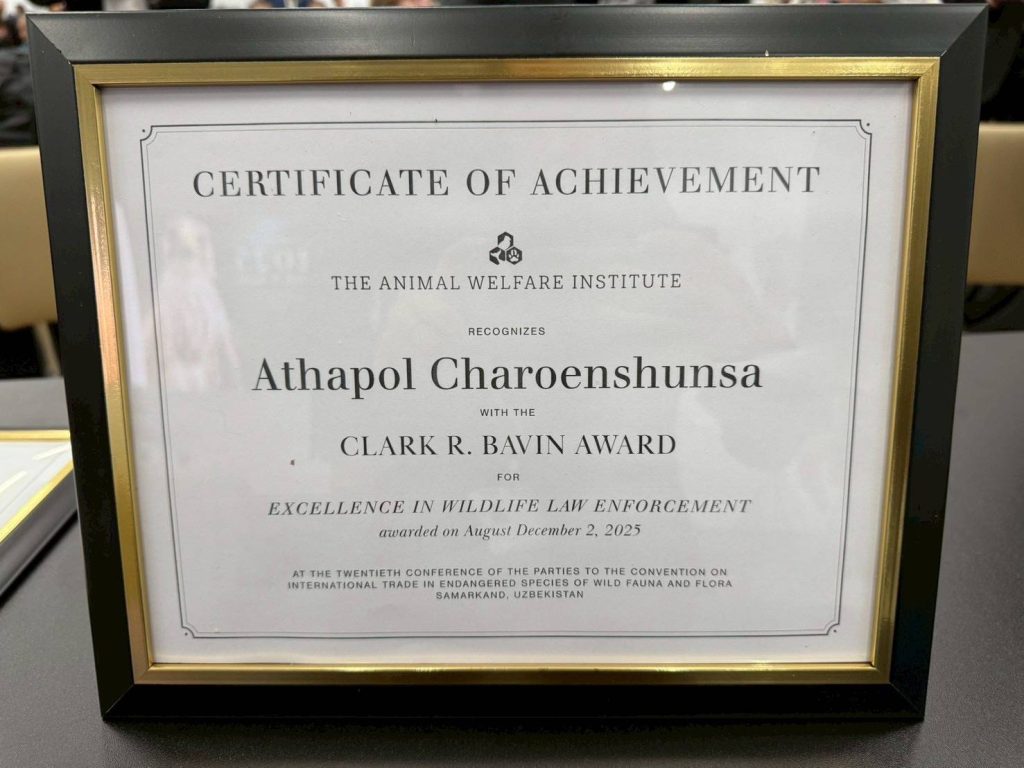 CERTIFICATE OF ACHIEVEMENT
THE ANIMAL WELFARE INSTITUTE
RECOGNIZES
Athapol Charoenshunsa
WITH THE
CLARK R. BAVIN AWARD
FOR
EXCELLENCE IN WILDLIFE LAW ENFORCEMENT
awarded on August December 2, 2025
AT THE TWENTIETH CONFERENCE OF THE PARTIES TO THE CONVENTION ON
INTERNATIONAL TRADE IN ENDANGERED SPECIES OF WILD FAUNA AND FLORA
SAMARKAND, UZBEKISTAN